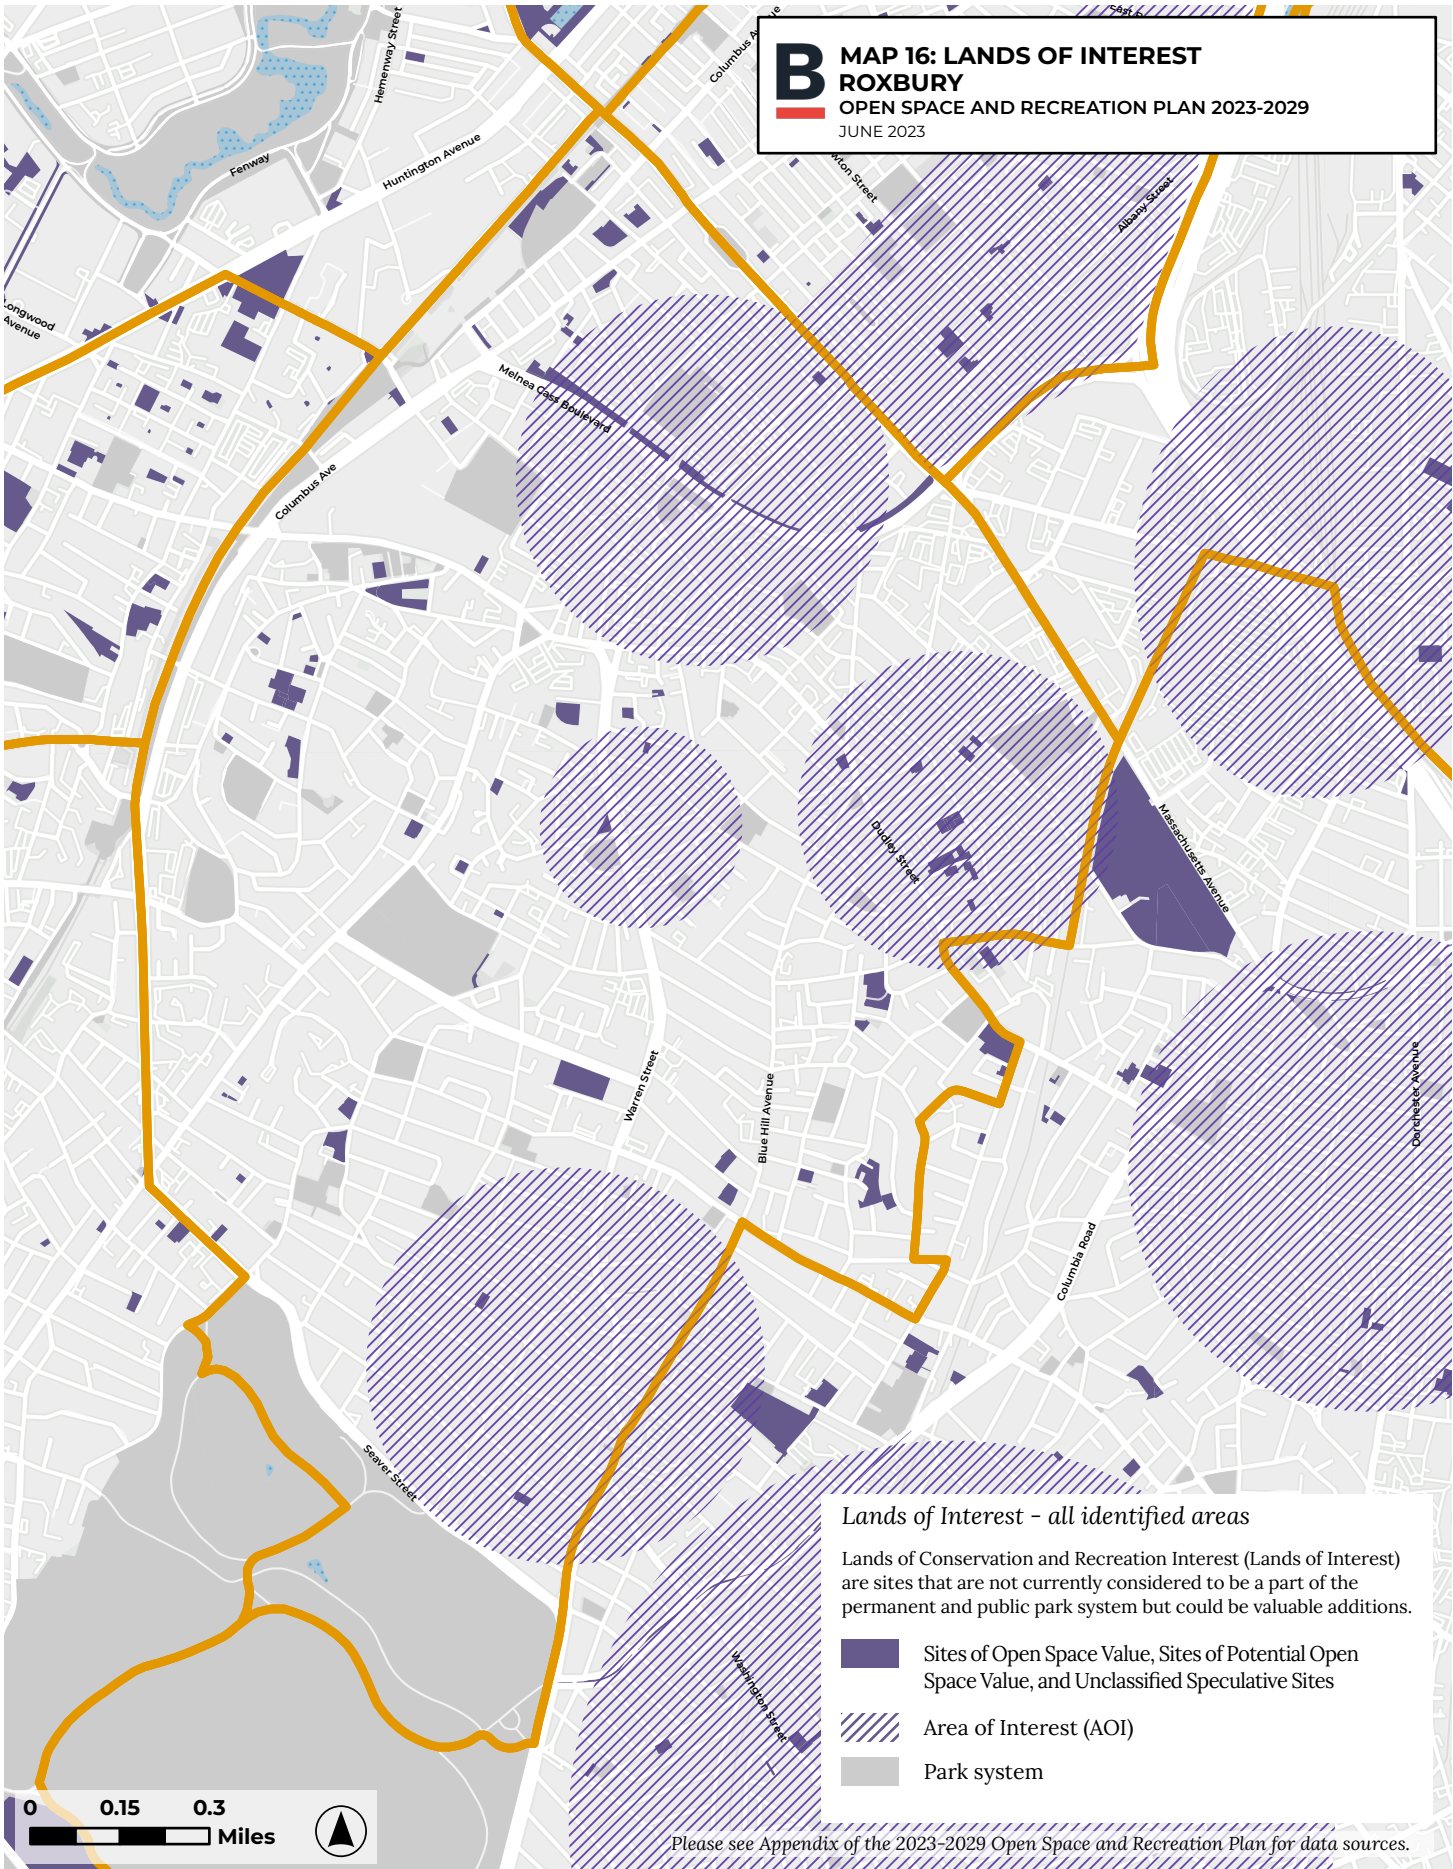 East
B
MAP 16: LANDS OF INTEREST
ROXBURY
OPEN SPACE AND RECREATION PLAN 2023-2029
JUNE 2023
Hemenway Street
Columbus
Huntington Avenue
Fenway
Albany Street
Longwood
Avenue
Melnea Cass Boulevard
Columbus Ave
Dudley Street
Massachusetts Avenue
Warren Street
Blue Hill Avenue
Dorchester Avenue
Columbia Road
Seaver Street
Washington Street
Lands of Interest - all identified areas
Lands of Conservation and Recreation Interest (Lands of Interest)
are sites that are not currently considered to be a part of the
permanent and public park system but could be valuable additions.
Sites of Open Space Value, Sites of Potential Open
Space Value, and Unclassified Speculative Sites
Area of Interest (AOI)
Park system
0 0.15 0.3
Miles
Please see Appendix of the 2023-2029 Open Space and Recreation Plan for data sources.